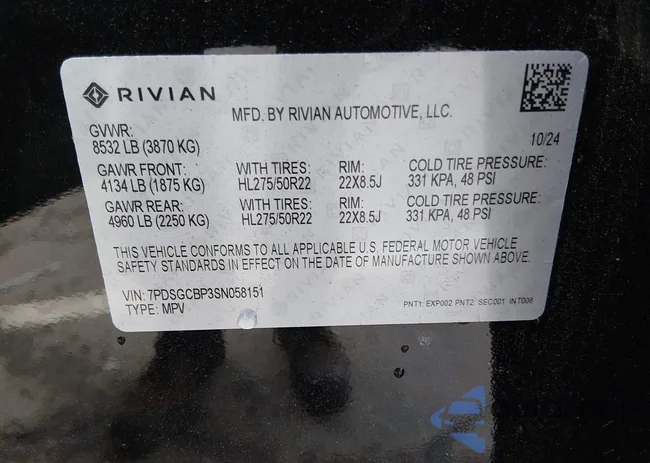 RIVIAN
MFD. BY RIVIAN AUTOMOTIVE, LLC.
10/24
GVWR:
8532 LB (3870 KG)
GAWR FRONT: WITH TIRES: RIM: COLD TIRE PRESSURE:
4134 LB (1875 KG) HL275/50R22 22X8.5J 331 KPA, 48 PSI
GAWR REAR: WITH TIRES: RIM: COLD TIRE PRESSURE:
4960 LB (2250 KG) HL275/50R22 22X8.5J 331 KPA, 48 PSI
THIS VEHICLE CONFORMS TO ALL APPLICABLE U.S. FEDERAL MOTOR VEHICLE
SAFETY STANDARDS IN EFFECT ON THE DATE OF MANUFACTURE SHOWN ABOVE.
VIN: 7PDSGCBP3SN058151
TYPE: MPV
PNT1: EXP002 PNT2: SEC001 INT006